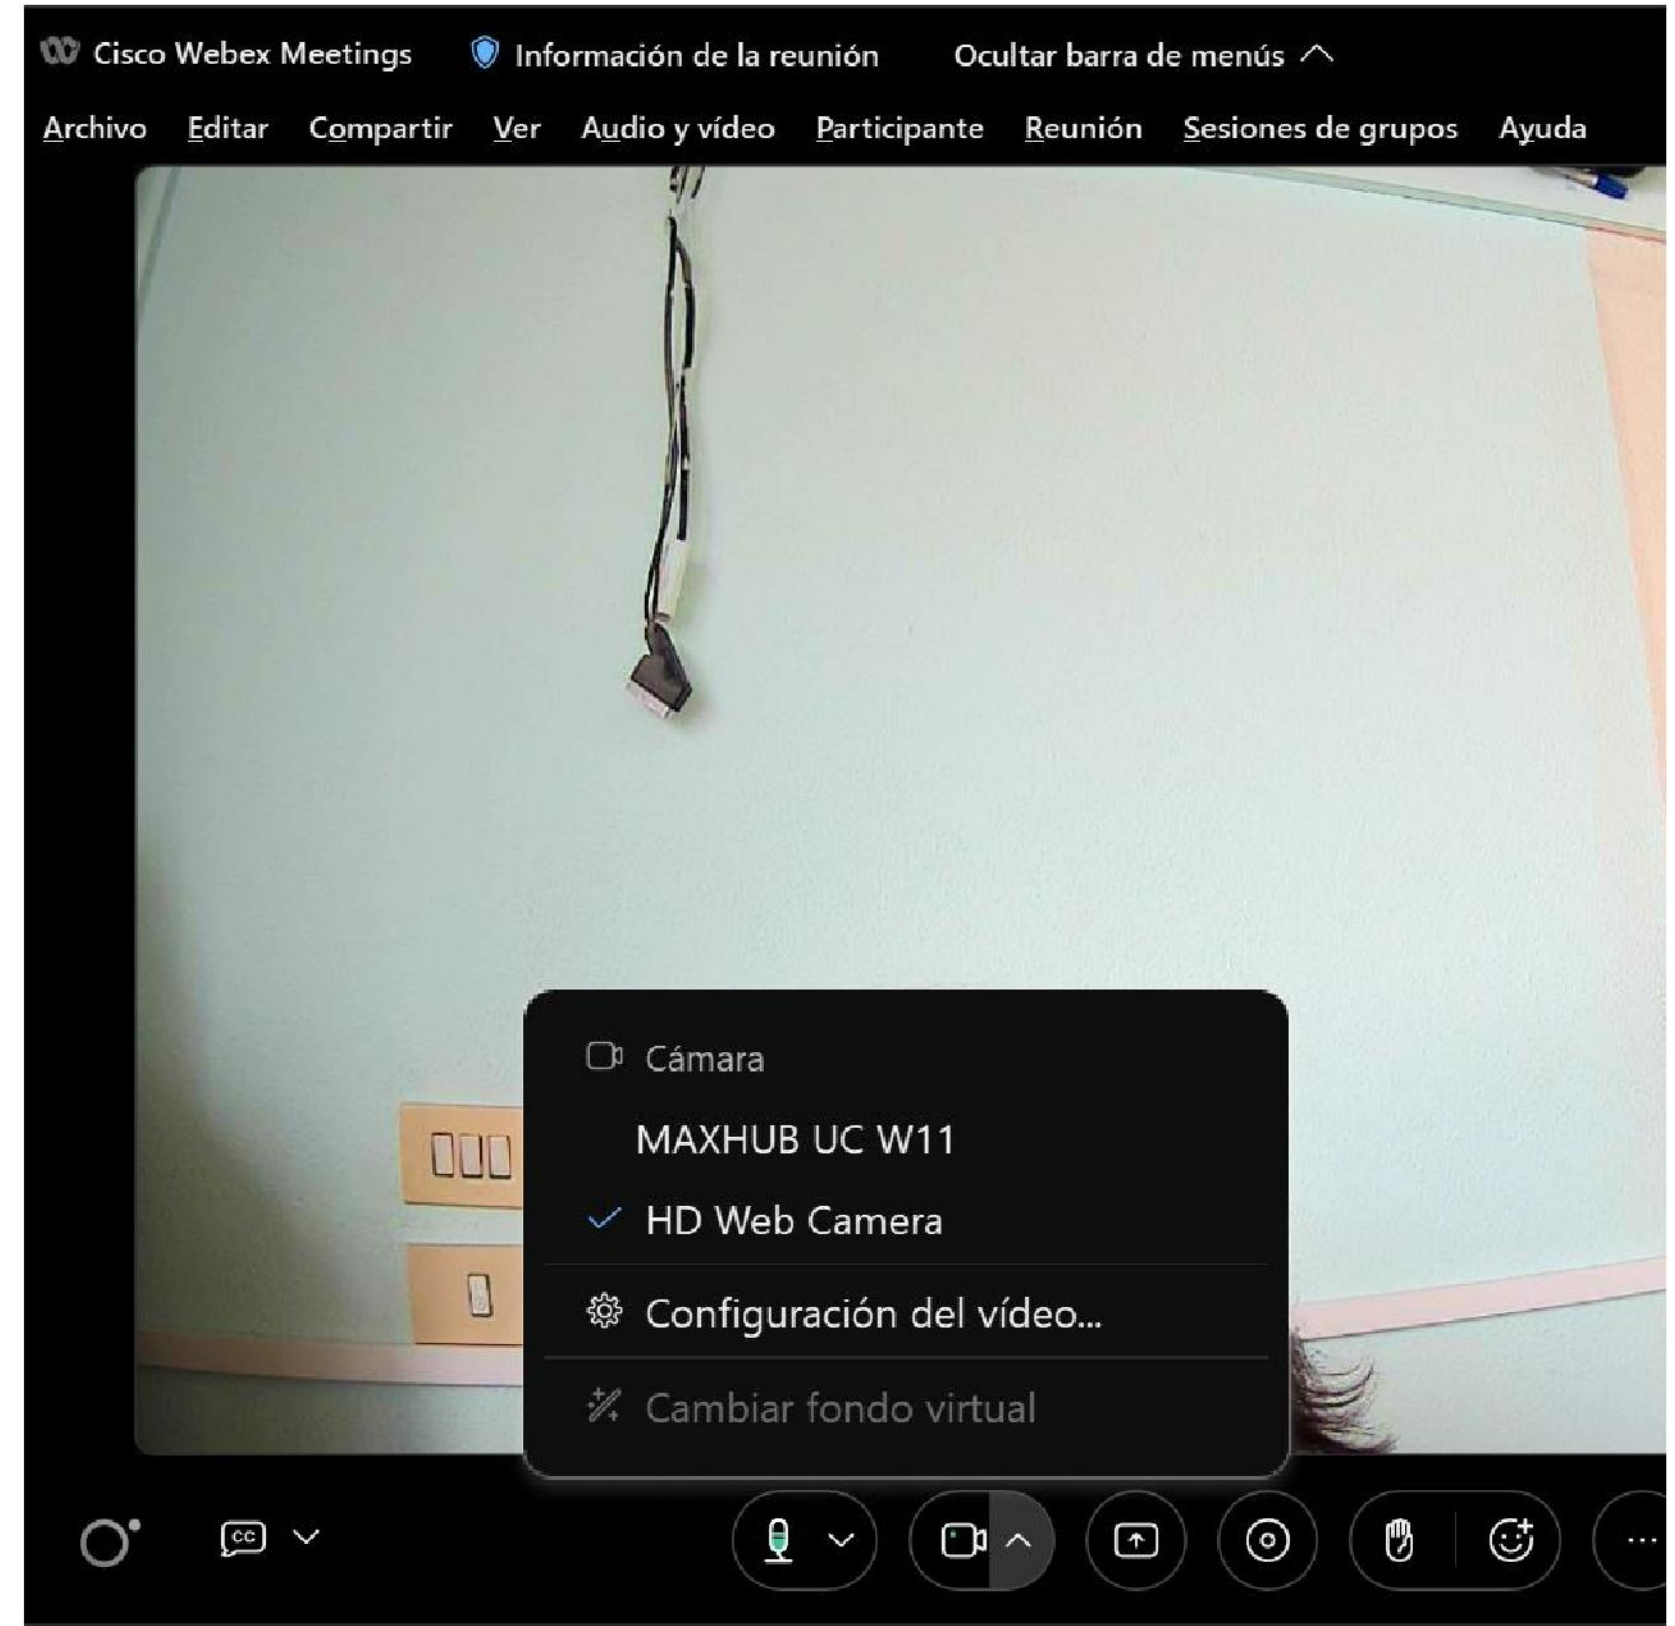 Cisco Webex Meetings
Información de la reunión
Ocultar barra de menús
Archivo Editar Compartir Ver Audio y vídeo Participante Reunión Sesiones de grupos Ayuda
Cámara
MAXHUB UC W11
HD Web Camera
Configuración del vídeo...
Cambiar fondo virtual
CC